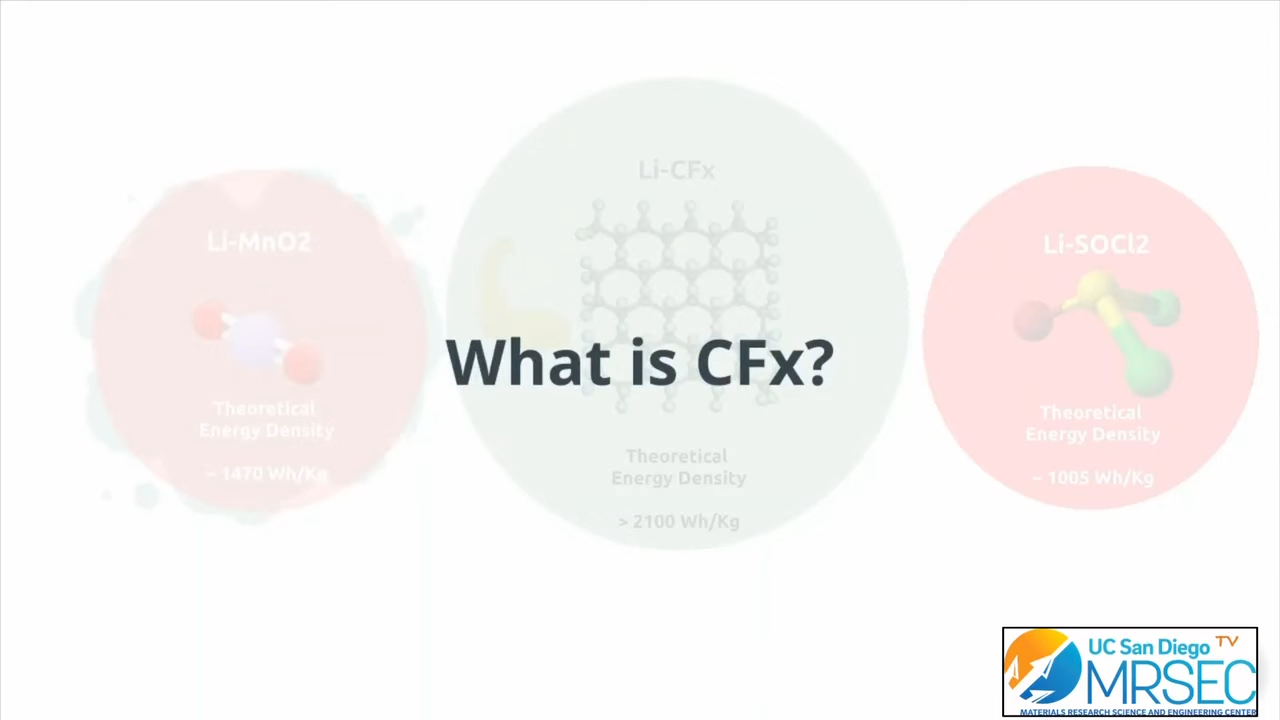 Li-CFx
Li-MnO2
Li-SOCl2
What is CFx?
Theoretical
Energy Density
~ 1470 Wh/Kg
Theoretical
Energy Density
> 2100 Wh/Kg
Theoretical
Energy Density
~ 1005 Wh/Kg
UC San Diego TV
MRSEC
MATERIALS RESEARCH SCIENCE AND ENGINEERING CENTER